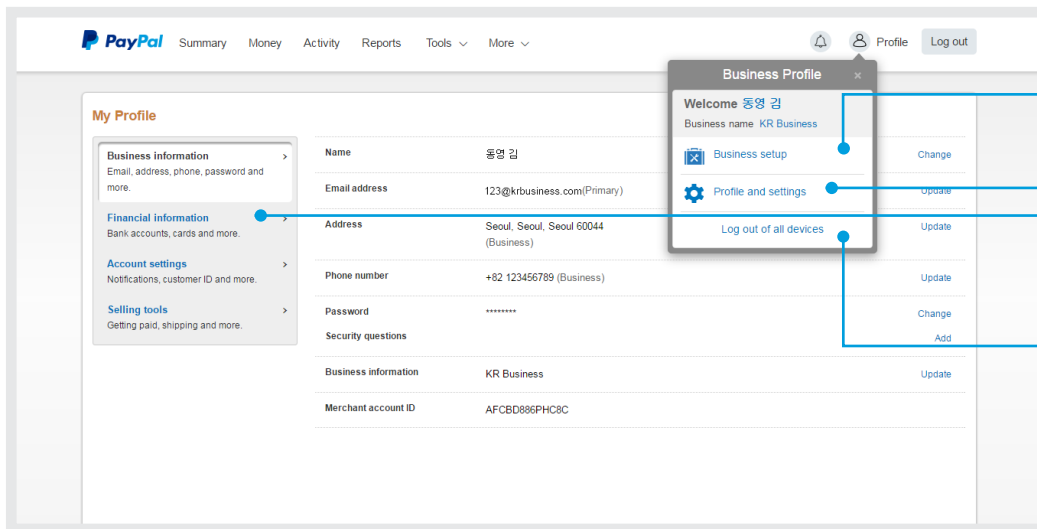 PayPal Summary Money Activity Reports Tools More Profile Log out
Business Profile ×
Welcome 동영 김
Business name KR Business
Business setup
Profile and settings
Log out of all devices
My Profile
Business information
Email, address, phone, password and
more.
Financial information
Bank accounts, cards and more.
Account settings
Notifications, customer ID and more.
Selling tools
Getting paid, shipping and more.
Name 동영 김 Change
Email address 123@krbusiness.com(Primary) Update
Address Seoul, Seoul, Seoul 60044 Update
(Business)
Phone number +82 123456789 (Business) Update
Password ******** Change
Security questions Add
Business information KR Business Update
Merchant account ID AFCBD886PHC8C